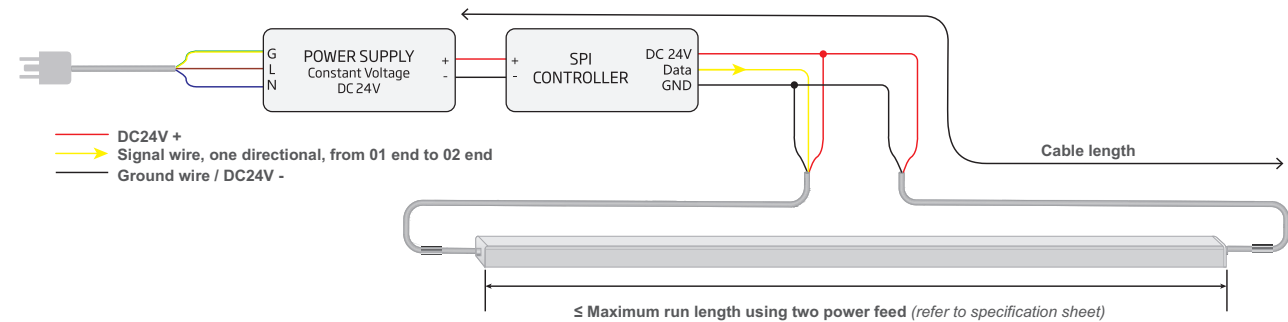 G
L
N
POWER SUPPLY
Constant Voltage
DC 24V
+
-
+
-
SPI
CONTROLLER
DC 24V
Data
GND
DC24V +
Signal wire, one directional, from 01 end to 02 end
Ground wire / DC24V -
Cable length
≤ Maximum run length using two power feed (refer to specification sheet)